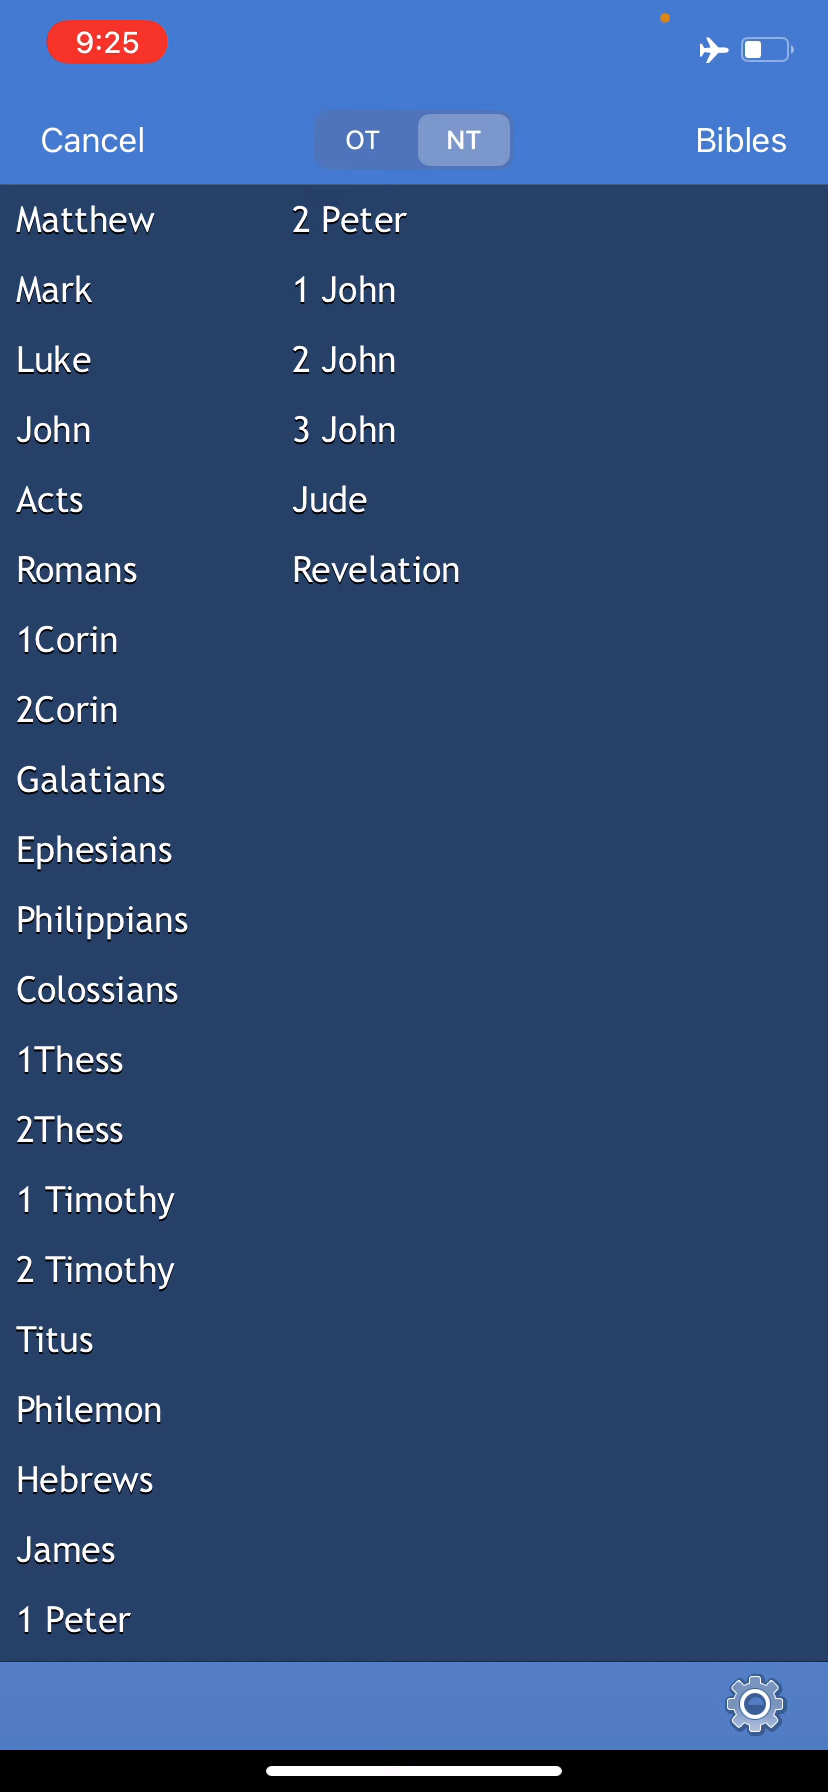 9:25
Cancel
OT
NT
Bibles
Matthew
Mark
Luke
John
Acts
Romans
1Corin
2Corin
Galatians
Ephesians
Philippians
Colossians
1Thess
2Thess
1 Timothy
2 Timothy
Titus
Philemon
Hebrews
James
1 Peter
2 Peter
1 John
2 John
3 John
Jude
Revelation